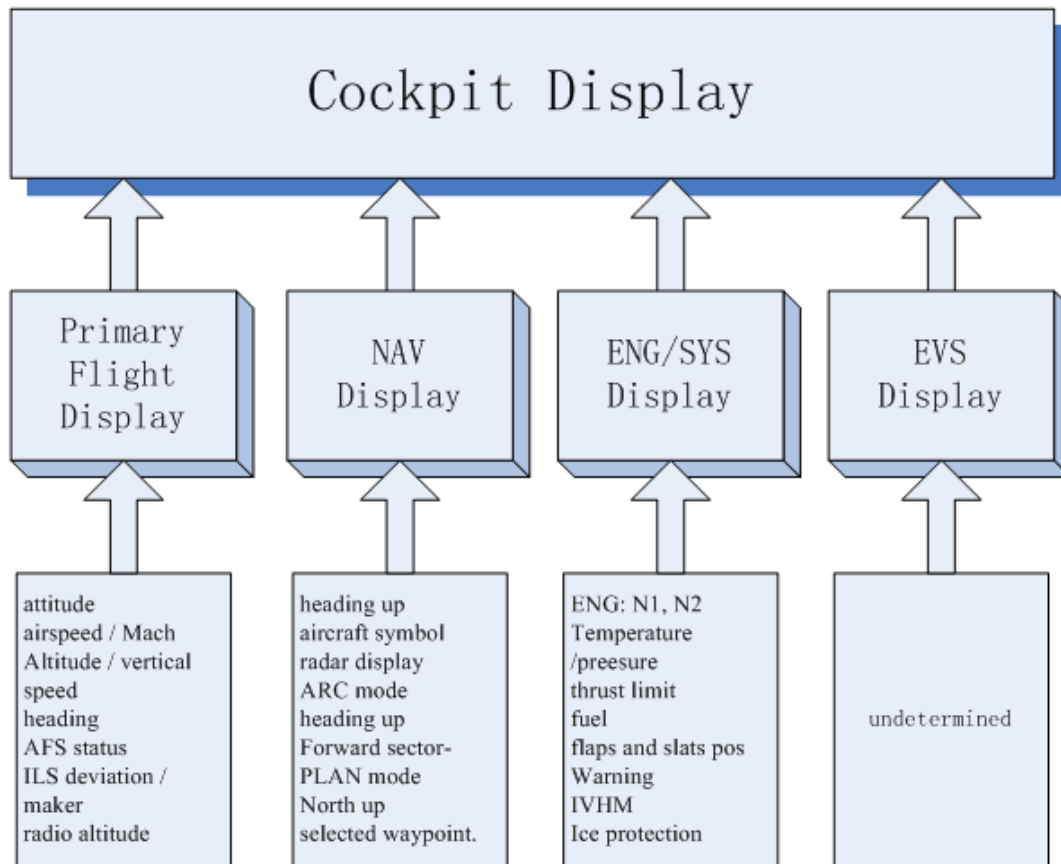 Cockpit Display
Primary
Flight
Display
NAV
Display
ENG/SYS
Display
EVS
Display
attitude
airspeed / Mach
Altitude / vertical
speed
heading
AFS status
ILS deviation /
maker
radio altitude
heading up
aircraft symbol
radar display
ARC mode
heading up
Forward sector-
PLAN mode
North up
selected waypoint.
ENG: N1, N2
Temperature
/preesure
thrust limit
fuel
flaps and slats pos
Warning
IVHM
Ice protection
undetermined